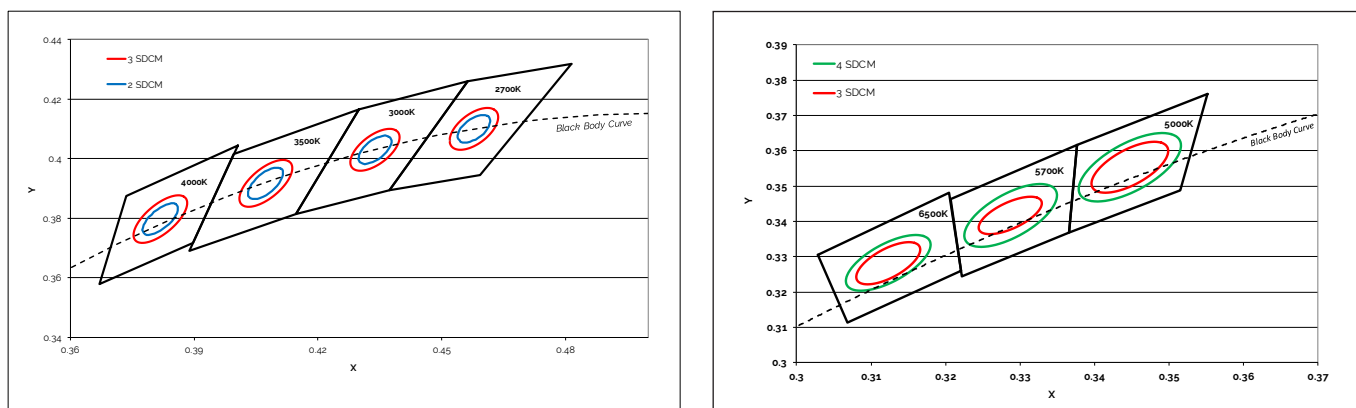 0.44
3 SDCM
2 SDCM
2700K
0.42
3000K
Black Body Curve
3500K
0.4
4000K
Y
0.38
0.36
0.34
0.36
0.39
0.42
0.45
0.48
X
0.39
4 SDCM
0.38
3 SDCM
0.37
5000K
Black Body Curve
0.36
5700K
0.35
Y
6500K
0.34
0.33
0.32
0.31
0.3
0.3
0.31
0.32
0.33
0.34
0.35
0.36
0.37
X